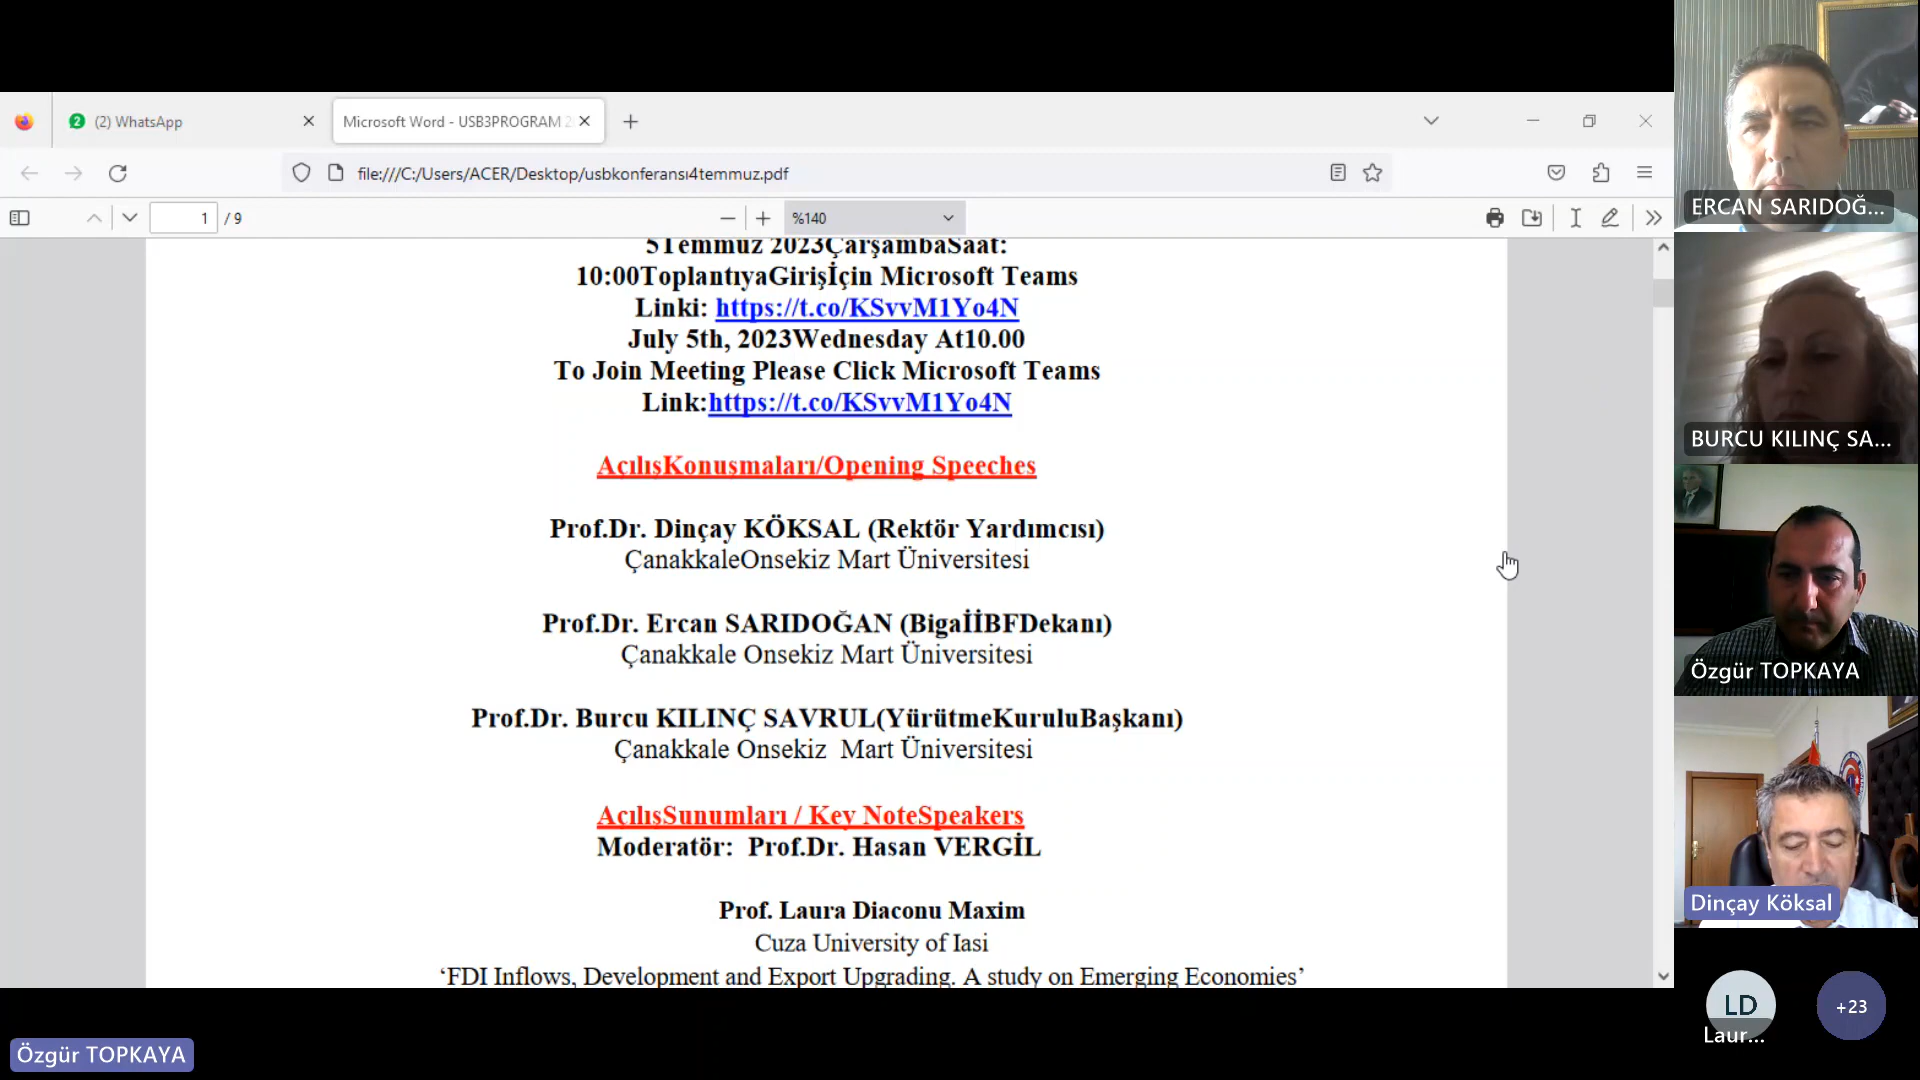 (2) WhatsApp
Microsoft Word - USB3PROGRAM 2
file:///C:/Users/ACER/Desktop/usbkonferansı4temmuz.pdf
1 / 9
%140
5Temmuz 2023ÇarşambaSaat:
10:00ToplantıyaGirişİçin Microsoft Teams
Linki: https://t.co/KSvvM1Yo4N
July 5th, 2023Wednesday At10.00
To Join Meeting Please Click Microsoft Teams
Link:https://t.co/KSvvM1Yo4N
AçılışKonuşmaları/Opening Speeches
Prof.Dr. Dinçay KÖKSAL (Rektör Yardımcısı)
ÇanakkaleOnsekiz Mart Üniversitesi
Prof.Dr. Ercan SARIDOĞAN (BigaİİBFDekanı)
Çanakkale Onsekiz Mart Üniversitesi
Prof.Dr. Burcu KILINÇ SAVRUL(YürütmeKuruluBaşkanı)
Çanakkale Onsekiz  Mart Üniversitesi
AçılışSunumları / Key NoteSpeakers
Moderatör:  Prof.Dr. Hasan VERGİL
Prof. Laura Diaconu Maxim
Cuza University of Iasi
‘FDI Inflows, Development and Export Upgrading. A study on Emerging Economies’
ERCAN SARIDOĞ...
BURCU KILINÇ SA...
Özgür TOPKAYA
Dinçay Köksal
LD
Laur...
+23
Özgür TOPKAYA